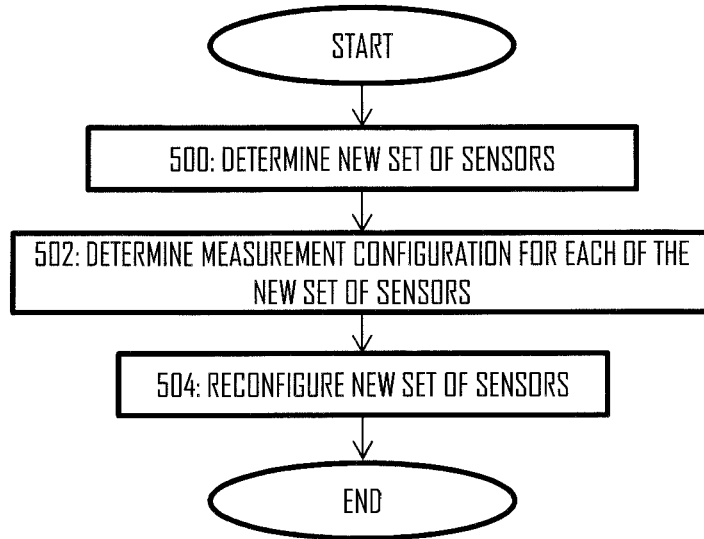 START
500: DETERMINE NEW SET OF SENSORS
502: DETERMINE MEASUREMENT CONFIGURATION FOR EACH OF THE
NEW SET OF SENSORS
504: RECONFIGURE NEW SET OF SENSORS
END